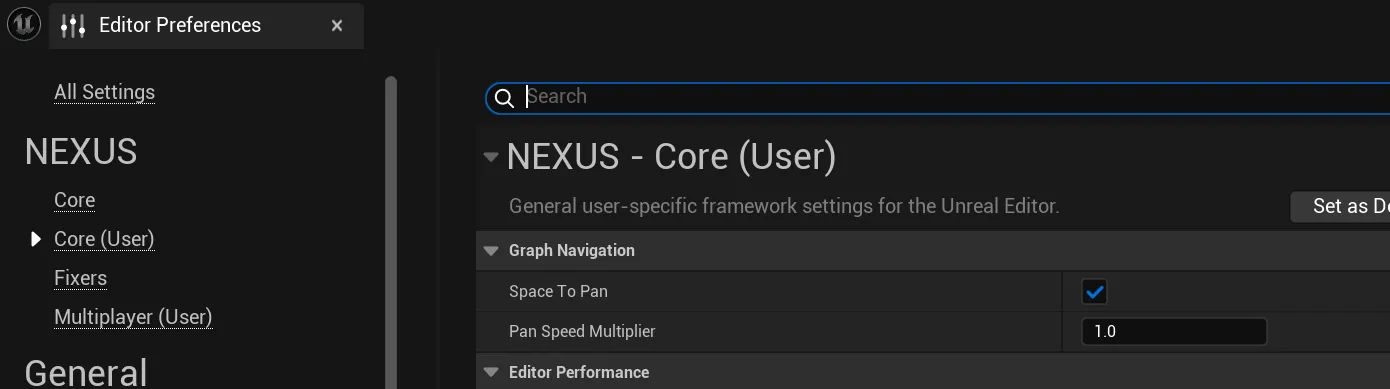 Editor Preferences
All Settings
NEXUS
Core
Core (User)
Fixers
Multiplayer (User)
General
Search
NEXUS - Core (User)
General user-specific framework settings for the Unreal Editor.
Set as De
Graph Navigation
Space To Pan
Pan Speed Multiplier
1.0
Editor Performance